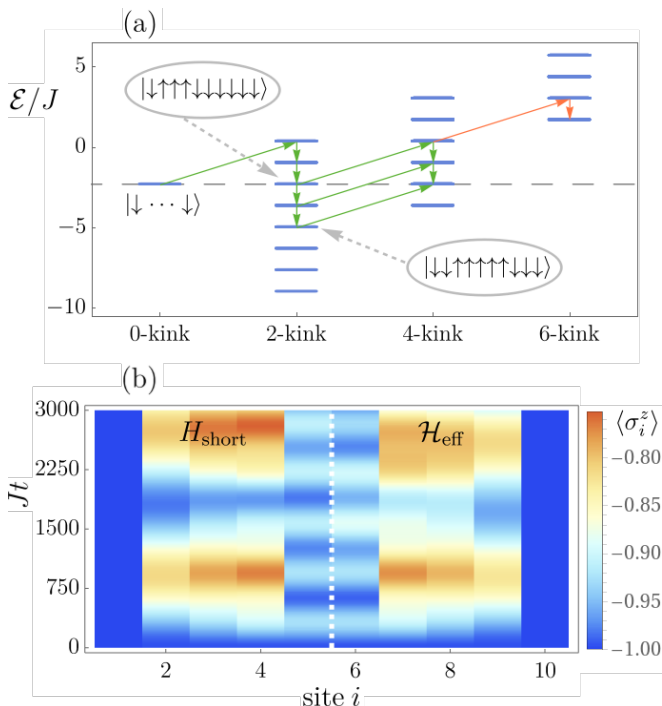 (a)
ℰ/J
5
0
−5
−10
|↓↑↑↑↓↓↓↓↓↓⟩
|↓ ⋯ ↓⟩
|↓↓↑↑↑↑↑↓↓↓⟩
0-kink 2-kink 4-kink 6-kink
(b)
Jt
3000
2250
1500
750
0
H_short
ℋ_eff
⟨σ_i^z⟩
−0.80
−0.85
−0.90
−0.95
−1.00
2 4 6 8 10
site i